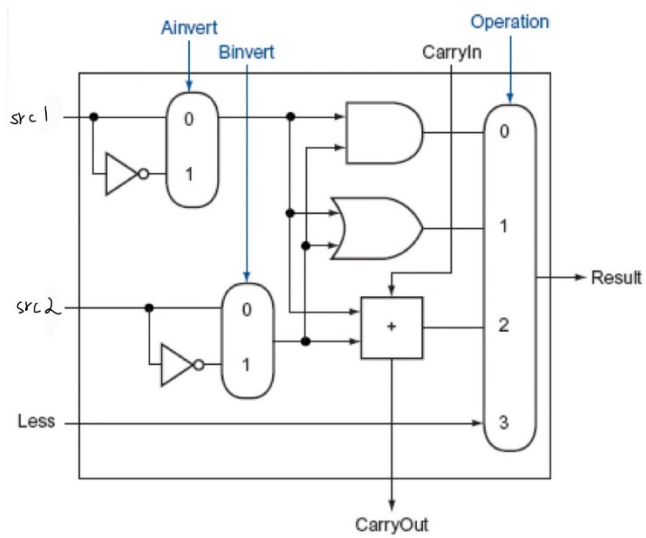 Operation
Ainvert
Binvert
CarryIn
src1
0
1
0
1
src2
0
1
+
2
Result
Less
3
CarryOut